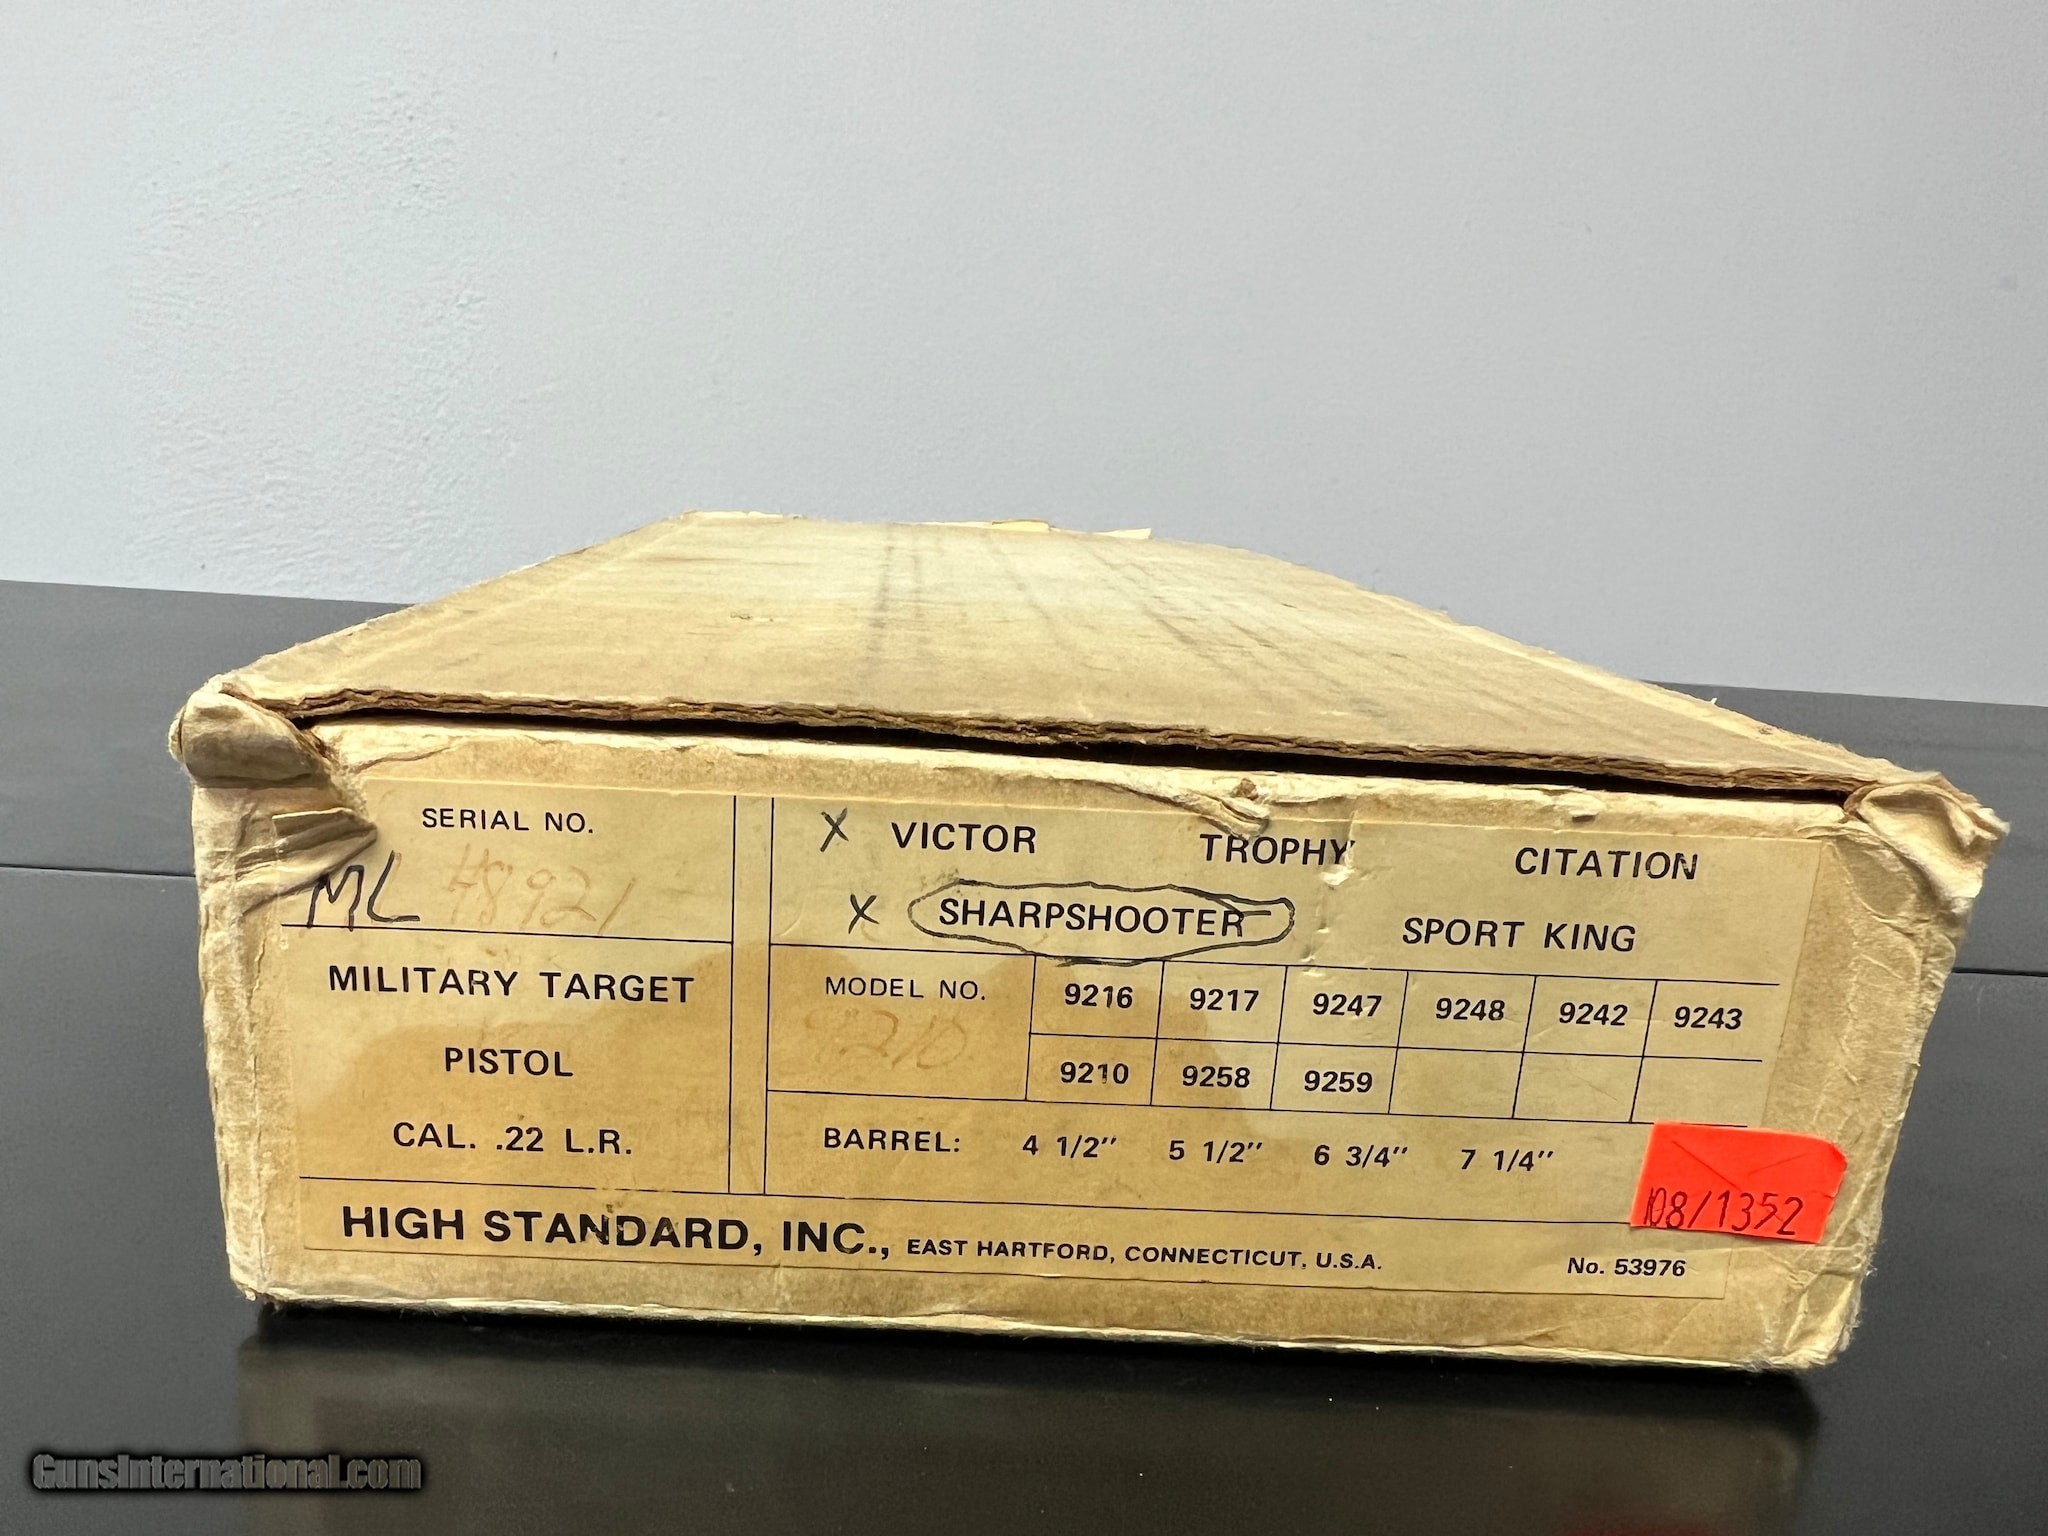 SERIAL NO.
ML 48921
MILITARY TARGET
PISTOL
CAL. .22 L.R.
X VICTOR TROPHY CITATION
X SHARPSHOOTER SPORT KING
MODEL NO. 9216 9217 9247 9248 9242 9243
9210 9210 9258 9259
BARREL: 4 1/2" 5 1/2" 6 3/4" 7 1/4"
HIGH STANDARD, INC., EAST HARTFORD, CONNECTICUT, U.S.A. No. 53976
108/1352
GunsInternational.com